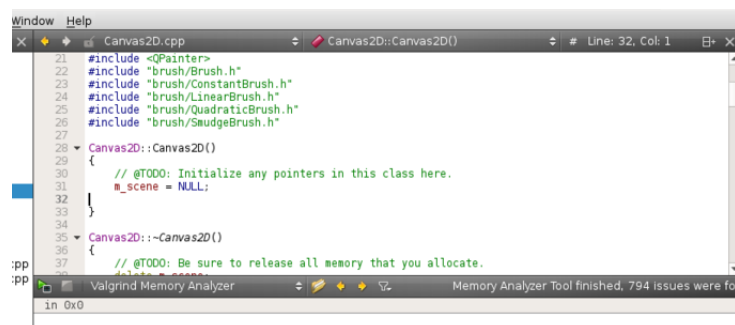 Window Help
Canvas2D.cpp Canvas2D::Canvas2D() # Line: 32, Col: 1
21 #include <QPainter>
22 #include "brush/Brush.h"
23 #include "brush/ConstantBrush.h"
24 #include "brush/LinearBrush.h"
25 #include "brush/QuadraticBrush.h"
26 #include "brush/SmudgeBrush.h"
27
28 Canvas2D::Canvas2D()
29 {
30 // @TODO: Initialize any pointers in this class here.
31 m_scene = NULL;
32
33 }
34
35 Canvas2D::~Canvas2D()
36 {
:pp 37 // @TODO: Be sure to release all memory that you allocate.
delete m_scene;
:pp Valgrind Memory Analyzer Memory Analyzer Tool finished, 794 issues were fo
in 0x0